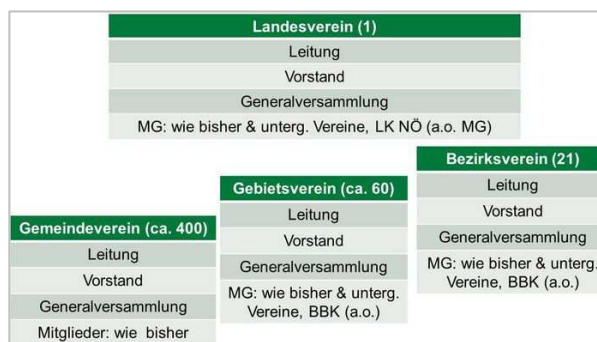 Landesverein (1)
Leitung
Vorstand
Generalversammlung
MG: wie bisher & unterg. Vereine, LK NÖ (a.o. MG)
Gemeindeverein (ca. 400)
Leitung
Vorstand
Generalversammlung
Mitglieder: wie bisher
Gebietsverein (ca. 60)
Leitung
Vorstand
Generalversammlung
MG: wie bisher & unterg.
Vereine, BBK (a.o.)
Bezirksverein (21)
Leitung
Vorstand
Generalversammlung
MG: wie bisher & unterg.
Vereine, BBK (a.o.)